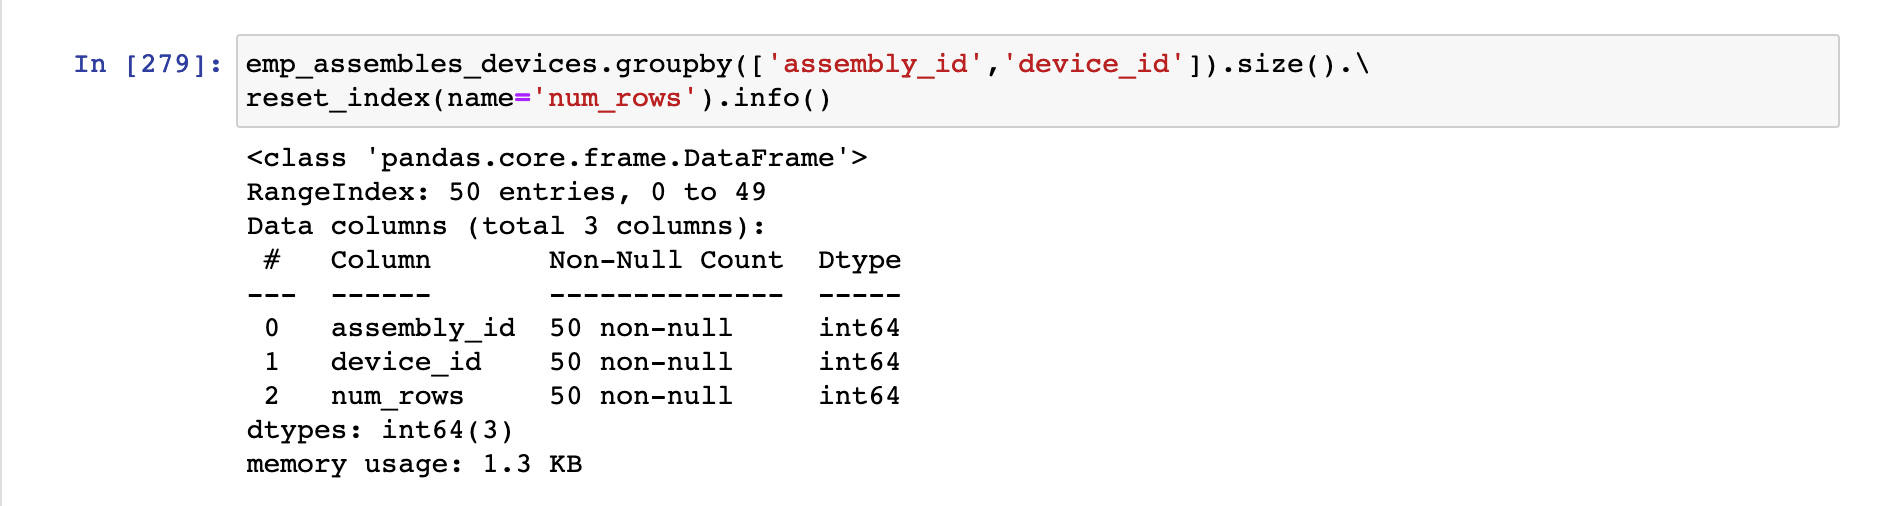 In [279]: emp_assembles_devices.groupby(['assembly_id','device_id']).size().\
reset_index(name='num_rows').info()
<class 'pandas.core.frame.DataFrame'>
RangeIndex: 50 entries, 0 to 49
Data columns (total 3 columns):
 #   Column       Non-Null Count  Dtype
---  ------       --------------  -----
 0   assembly_id  50 non-null     int64
 1   device_id    50 non-null     int64
 2   num_rows     50 non-null     int64
dtypes: int64(3)
memory usage: 1.3 KB